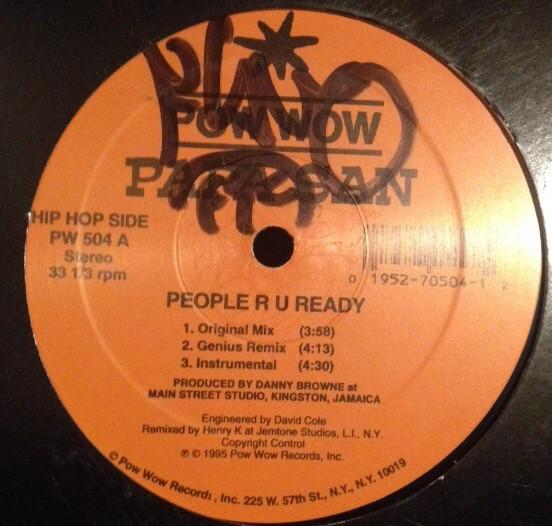 POW WOW
PAPA SAN
HIP HOP SIDE
PW 504 A
Stereo
33 1/3 rpm
0 1952-70504-1 2
PEOPLE R U READY
1. Original Mix (3:58)
2. Genius Remix (4:13)
3. Instrumental (4:30)
PRODUCED BY DANNY BROWNE at
MAIN STREET STUDIO, KINGSTON, JAMAICA
Engineered by David Cole
Remixed by Henry K at Jemtone Studios, L.I., N.Y.
Copyright Control
℗ © 1995 Pow Wow Records, Inc.
© Pow Wow Records, Inc. 225 W. 57th St., N.Y., N.Y. 10019